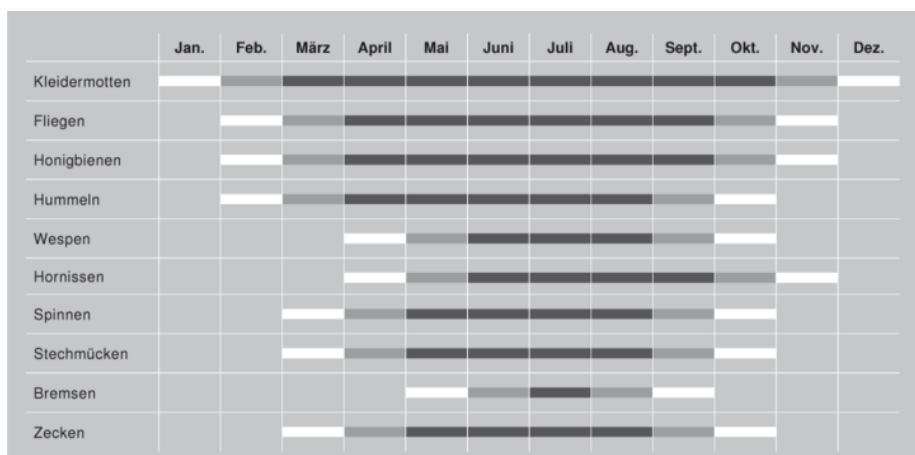 Jan. Feb. März April Mai Juni Juli Aug. Sept. Okt. Nov. Dez.
Kleidermotten
Fliegen
Honigbienen
Hummeln
Wespen
Hornissen
Spinnen
Stechmücken
Bremsen
Zecken